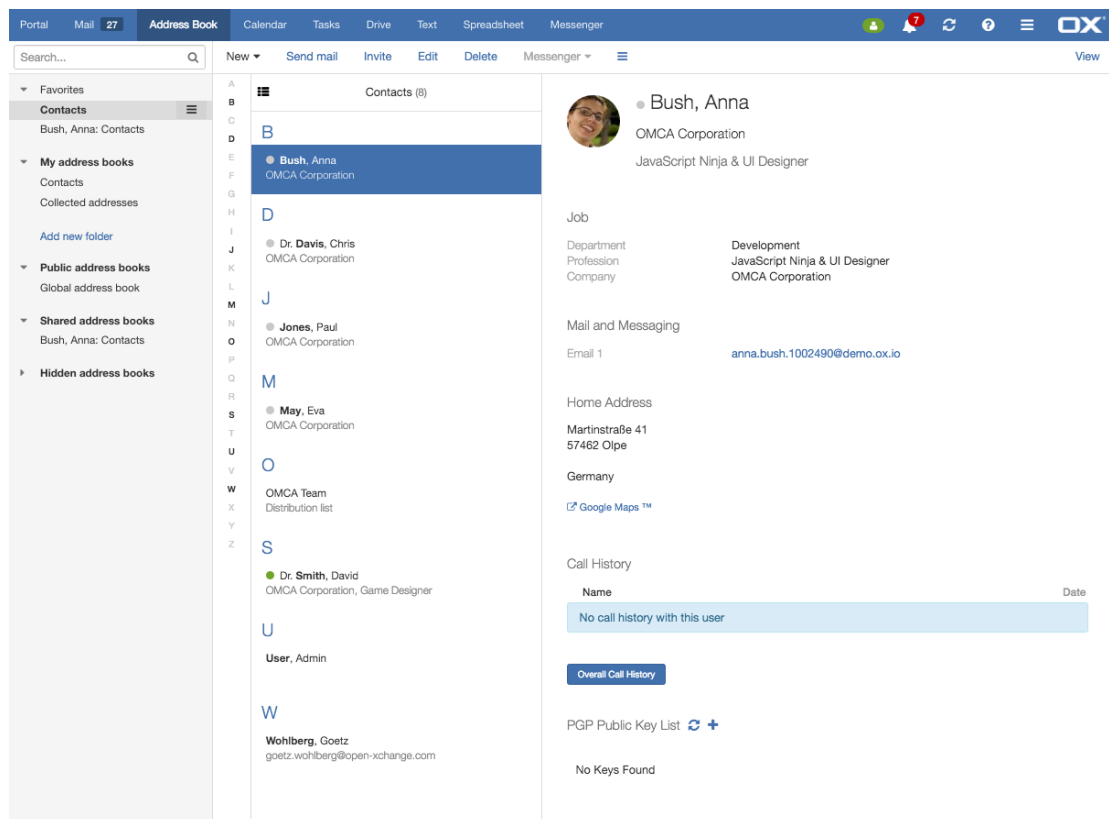 Portal Mail 27 Address Book Calendar Tasks Drive Text Spreadsheet Messenger 7 OX
Search...
New Send mail Invite Edit Delete Messenger View
Favorites
Contacts
Bush, Anna: Contacts
My address books
Contacts
Collected addresses
Add new folder
Public address books
Global address book
Shared address books
Bush, Anna: Contacts
Hidden address books
A
B
C
D
E
F
G
H
I
J
K
L
M
N
O
P
Q
R
S
T
U
V
W
X
Y
Z
Contacts (8)
B
Bush, Anna
OMCA Corporation
D
Dr. Davis, Chris
OMCA Corporation
J
Jones, Paul
OMCA Corporation
M
May, Eva
OMCA Corporation
O
OMCA Team
Distribution list
S
Dr. Smith, David
OMCA Corporation, Game Designer
U
User, Admin
W
Wohlberg, Goetz
goetz.wohlberg@open-xchange.com
Bush, Anna
OMCA Corporation
JavaScript Ninja & UI Designer
Job
Department Development
Profession JavaScript Ninja & UI Designer
Company OMCA Corporation
Mail and Messaging
Email 1 anna.bush.1002490@demo.ox.io
Home Address
Martinstraße 41
57462 Olpe
Germany
Google Maps ™
Call History
Name Date
No call history with this user
Overall Call History
PGP Public Key List
No Keys Found